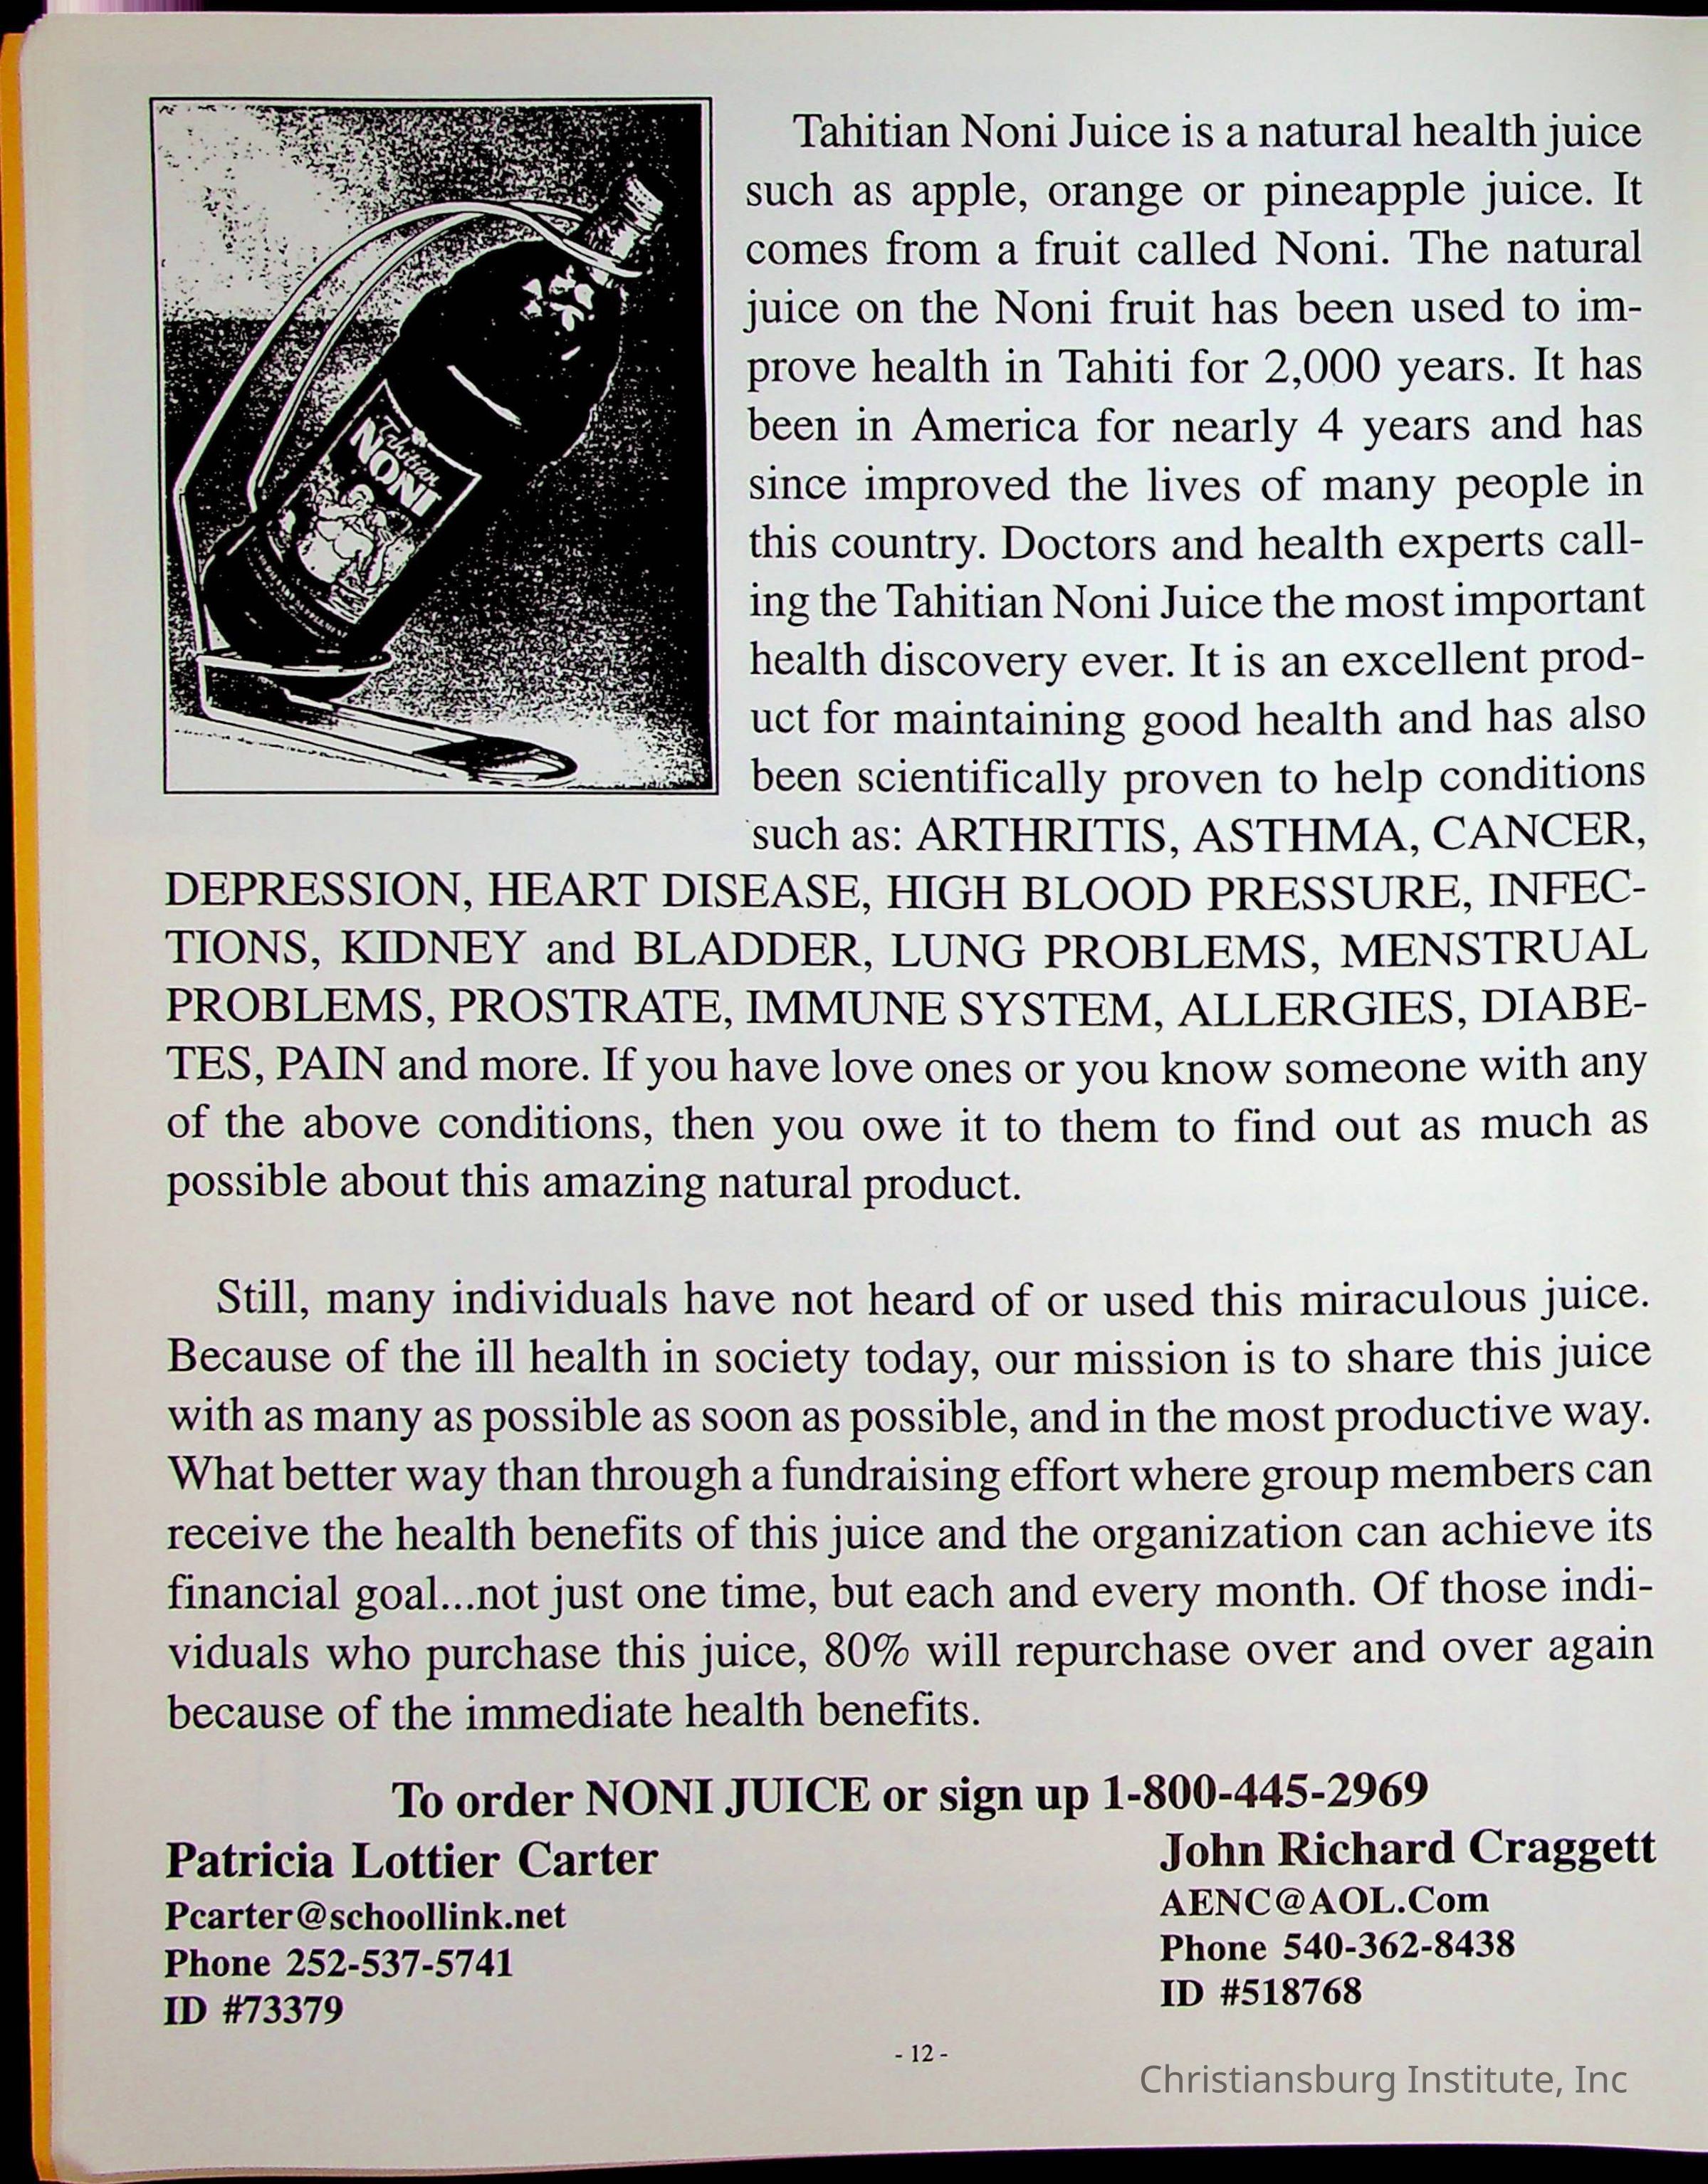 Tahitian
NONI
Tahitian Noni Juice is a natural health juice
such as apple, orange or pineapple juice. It
comes from a fruit called Noni. The natural
juice on the Noni fruit has been used to im-
prove health in Tahiti for 2,000 years. It has
been in America for nearly 4 years and has
since improved the lives of many people in
this country. Doctors and health experts call-
ing the Tahitian Noni Juice the most important
health discovery ever. It is an excellent prod-
uct for maintaining good health and has also
been scientifically proven to help conditions
such as: ARTHRITIS, ASTHMA, CANCER,
DEPRESSION, HEART DISEASE, HIGH BLOOD PRESSURE, INFEC-
TIONS, KIDNEY and BLADDER, LUNG PROBLEMS, MENSTRUAL
PROBLEMS, PROSTRATE, IMMUNE SYSTEM, ALLERGIES, DIABE-
TES, PAIN and more. If you have love ones or you know someone with any
of the above conditions, then you owe it to them to find out as much as
possible about this amazing natural product.
Still, many individuals have not heard of or used this miraculous juice.
Because of the ill health in society today, our mission is to share this juice
with as many as possible as soon as possible, and in the most productive way.
What better way than through a fundraising effort where group members can
receive the health benefits of this juice and the organization can achieve its
financial goal...not just one time, but each and every month. Of those indi-
viduals who purchase this juice, 80% will repurchase over and over again
because of the immediate health benefits.
To order NONI JUICE or sign up 1-800-445-2969
Patricia Lottier Carter
Pcarter@schoollink.net
Phone 252-537-5741
ID #73379
John Richard Craggett
AENC@AOL.Com
Phone 540-362-8438
ID #518768
- 12 -
Christiansburg Institute, Inc